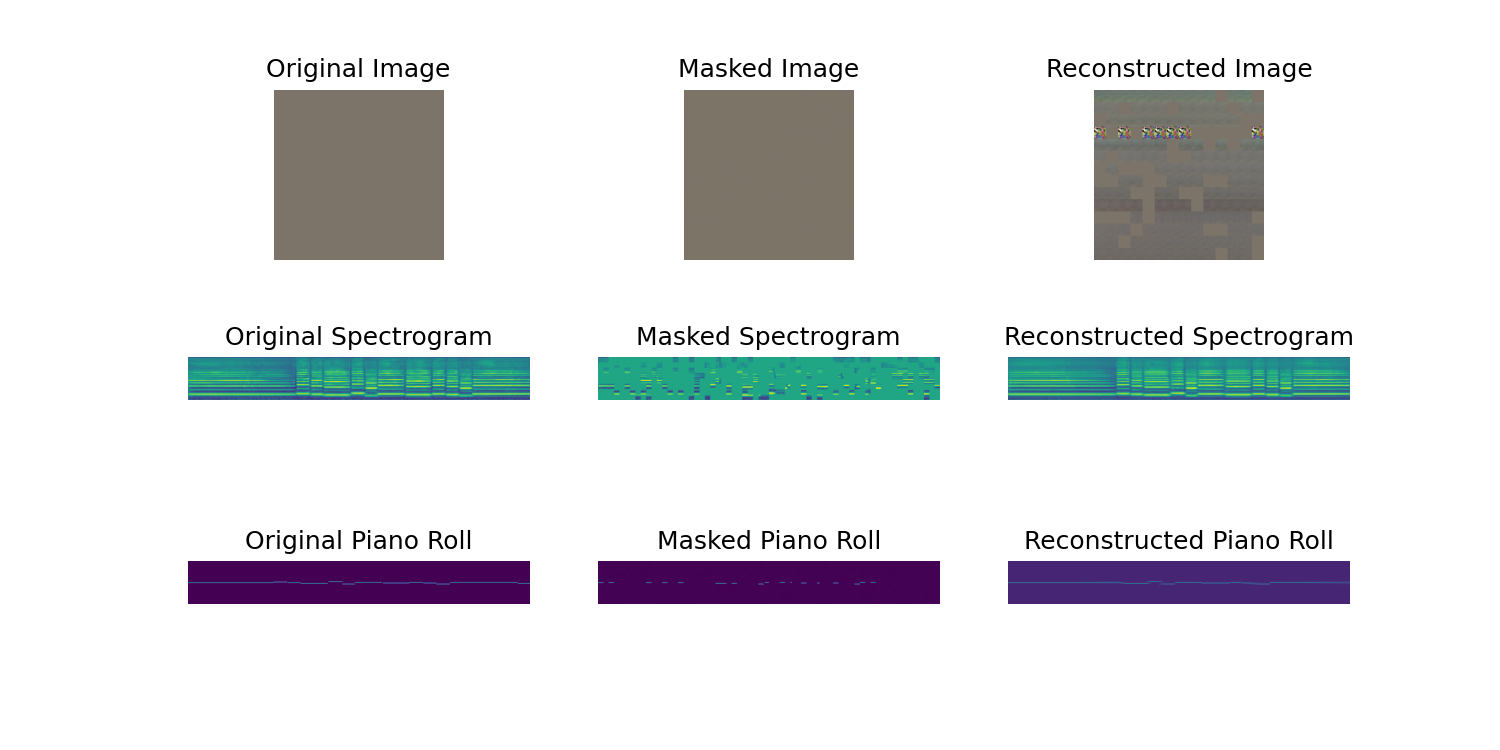 Original Image
Masked Image
Reconstructed Image
Original Spectrogram
Masked Spectrogram
Reconstructed Spectrogram
Original Piano Roll
Masked Piano Roll
Reconstructed Piano Roll